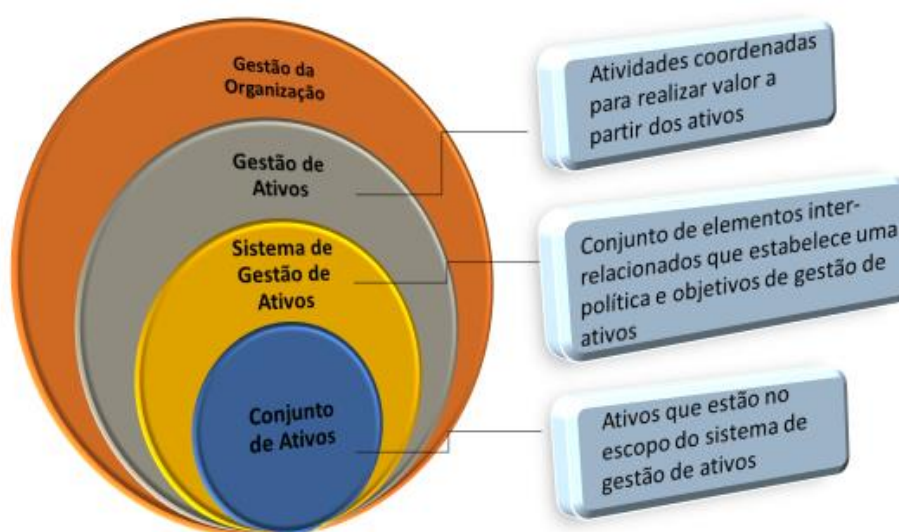 Gestão da
Organização
Gestão de
Ativos
Sistema de
Gestão de
Ativos
Conjunto
de Ativos
Atividades coordenadas
para realizar valor a
partir dos ativos
Conjunto de elementos inter-
relacionados que estabelece uma
política e objetivos de gestão de
ativos
Ativos que estão no
escopo do sistema de
gestão de ativos